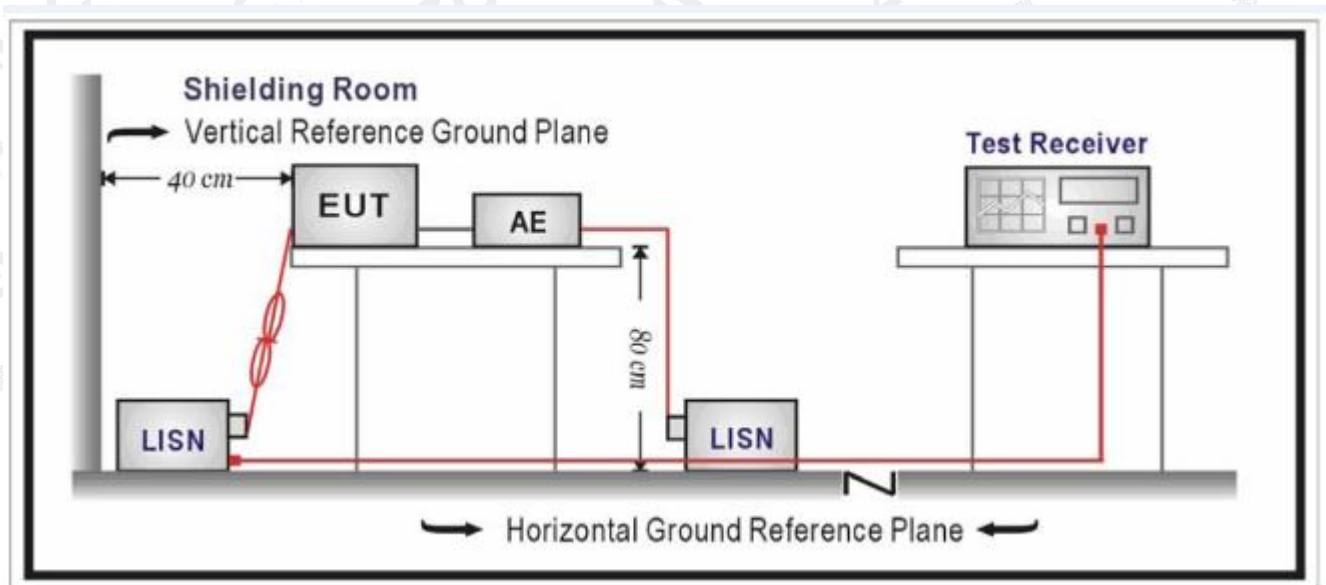 Shielding Room
Vertical Reference Ground Plane
Test Receiver
40 cm
EUT
AE
80 cm
LISN
LISN
Horizontal Ground Reference Plane